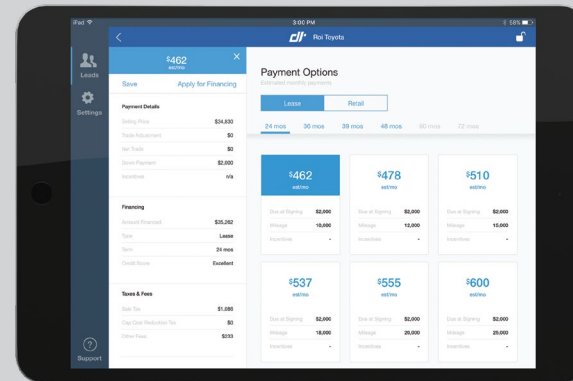 iPad
3:00 PM
58%
Roi Toyota
Leads
Settings
Support
$462
est/mo
×
Save
Apply for Financing
Payment Details
Selling Price $34,830
Trade Adjustment $0
Net Trade $0
Down Payment $2,000
Incentives n/a
Financing
Amount Financed $35,262
Type Lease
Term 24 mos
Credit Score Excellent
Taxes & Fees
Sale Tax $1,086
Cap Cost Reduction Tax $0
Other Fees $233
Payment Options
Estimated monthly payments
Lease Retail
24 mos 36 mos 39 mos 48 mos 60 mos 72 mos
$462 $478 $510
est/mo est/mo est/mo
Due at Signing $2,000 Due at Signing $2,000 Due at Signing $2,000
Mileage 10,000 Mileage 12,000 Mileage 15,000
Incentives - Incentives - Incentives -
$537 $555 $600
est/mo est/mo est/mo
Due at Signing $2,000 Due at Signing $2,000 Due at Signing $2,000
Mileage 18,000 Mileage 20,000 Mileage 25,000
Incentives - Incentives - Incentives -